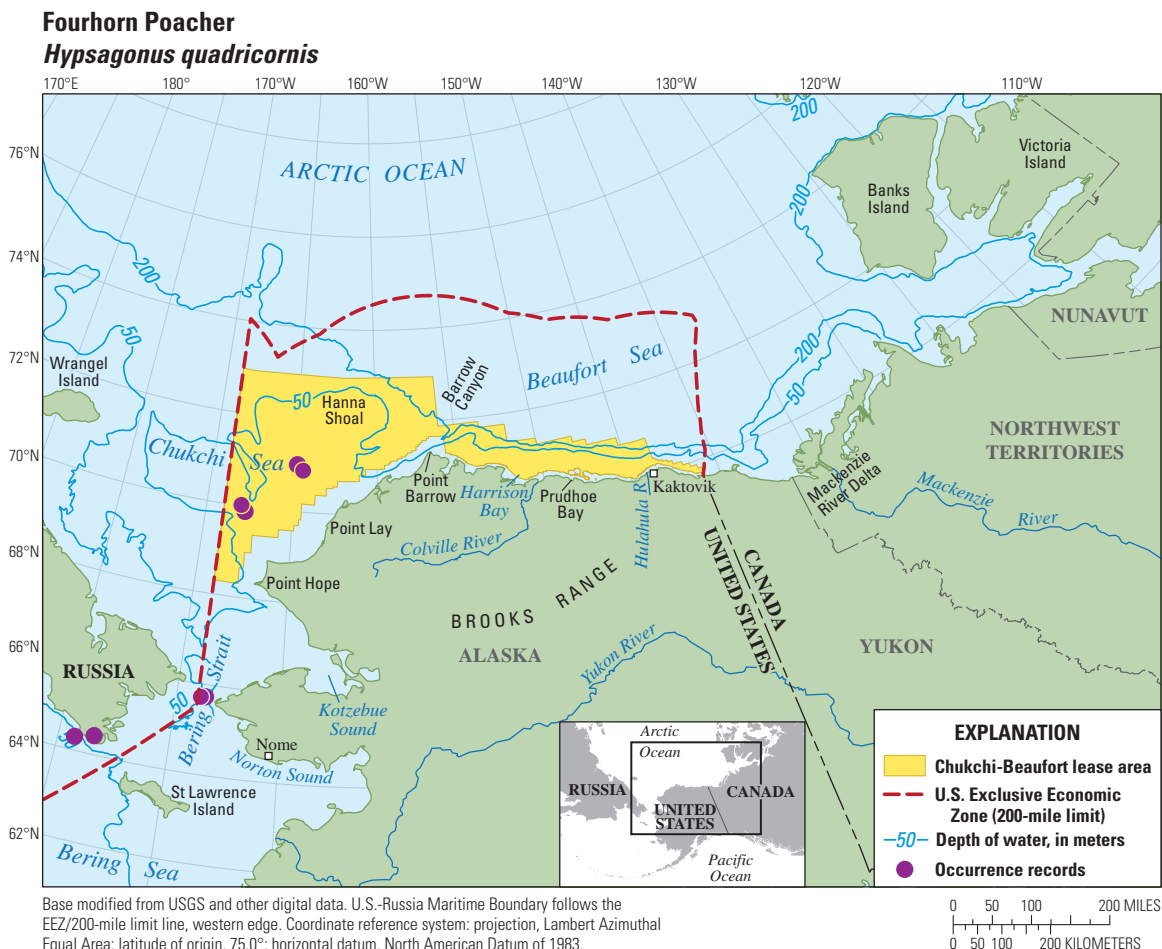 Fourhorn Poacher
Hypsagonus quadricornis
170°E
180°
170°W
160°W
150°W
140°W
130°W
120°W
110°W
76°N
74°N
72°N
70°N
68°N
66°N
64°N
62°N
ARCTIC OCEAN
200
200
200
200
50
50
50
50
Victoria
Island
Banks
Island
NUNAVUT
Wrangel
Island
Hanna
Shoal
Barrow
Canyon
Beaufort Sea
Chukchi Sea
NORTHWEST
TERRITORIES
Point
Barrow
Harrison
Bay
Prudhoe
Bay
Hulahula R
Kaktovik
Mackenzie
River Delta
Mackenzie River
Point Lay
Colville River
Point Hope
BROOKS RANGE
ALASKA
CANADA
UNITED STATES
YUKON
Yukon River
RUSSIA
Bering Strait
Kotzebue
Sound
Nome
Norton Sound
St Lawrence
Island
Bering Sea
Arctic
Ocean
RUSSIA
UNITED
STATES
CANADA
Pacific
Ocean
EXPLANATION
Chukchi-Beaufort lease area
U.S. Exclusive Economic
Zone (200-mile limit)
50 Depth of water, in meters
Occurrence records
Base modified from USGS and other digital data. U.S.-Russia Maritime Boundary follows the
EEZ/200-mile limit line, western edge. Coordinate reference system: projection, Lambert Azimuthal
Equal Area; latitude of origin, 75.0°; horizontal datum, North American Datum of 1983.
0 50 100 200 MILES
0 50 100 200 KILOMETERS